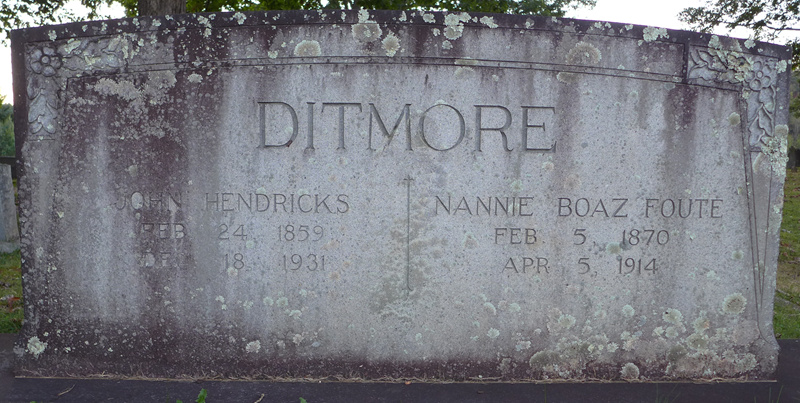 DITMORE
JOHN HENDRICKS
FEB. 24, 1859
18, 1931
NANNIE BOAZ FOUTE
FEB. 5, 1870
APR. 5, 1914